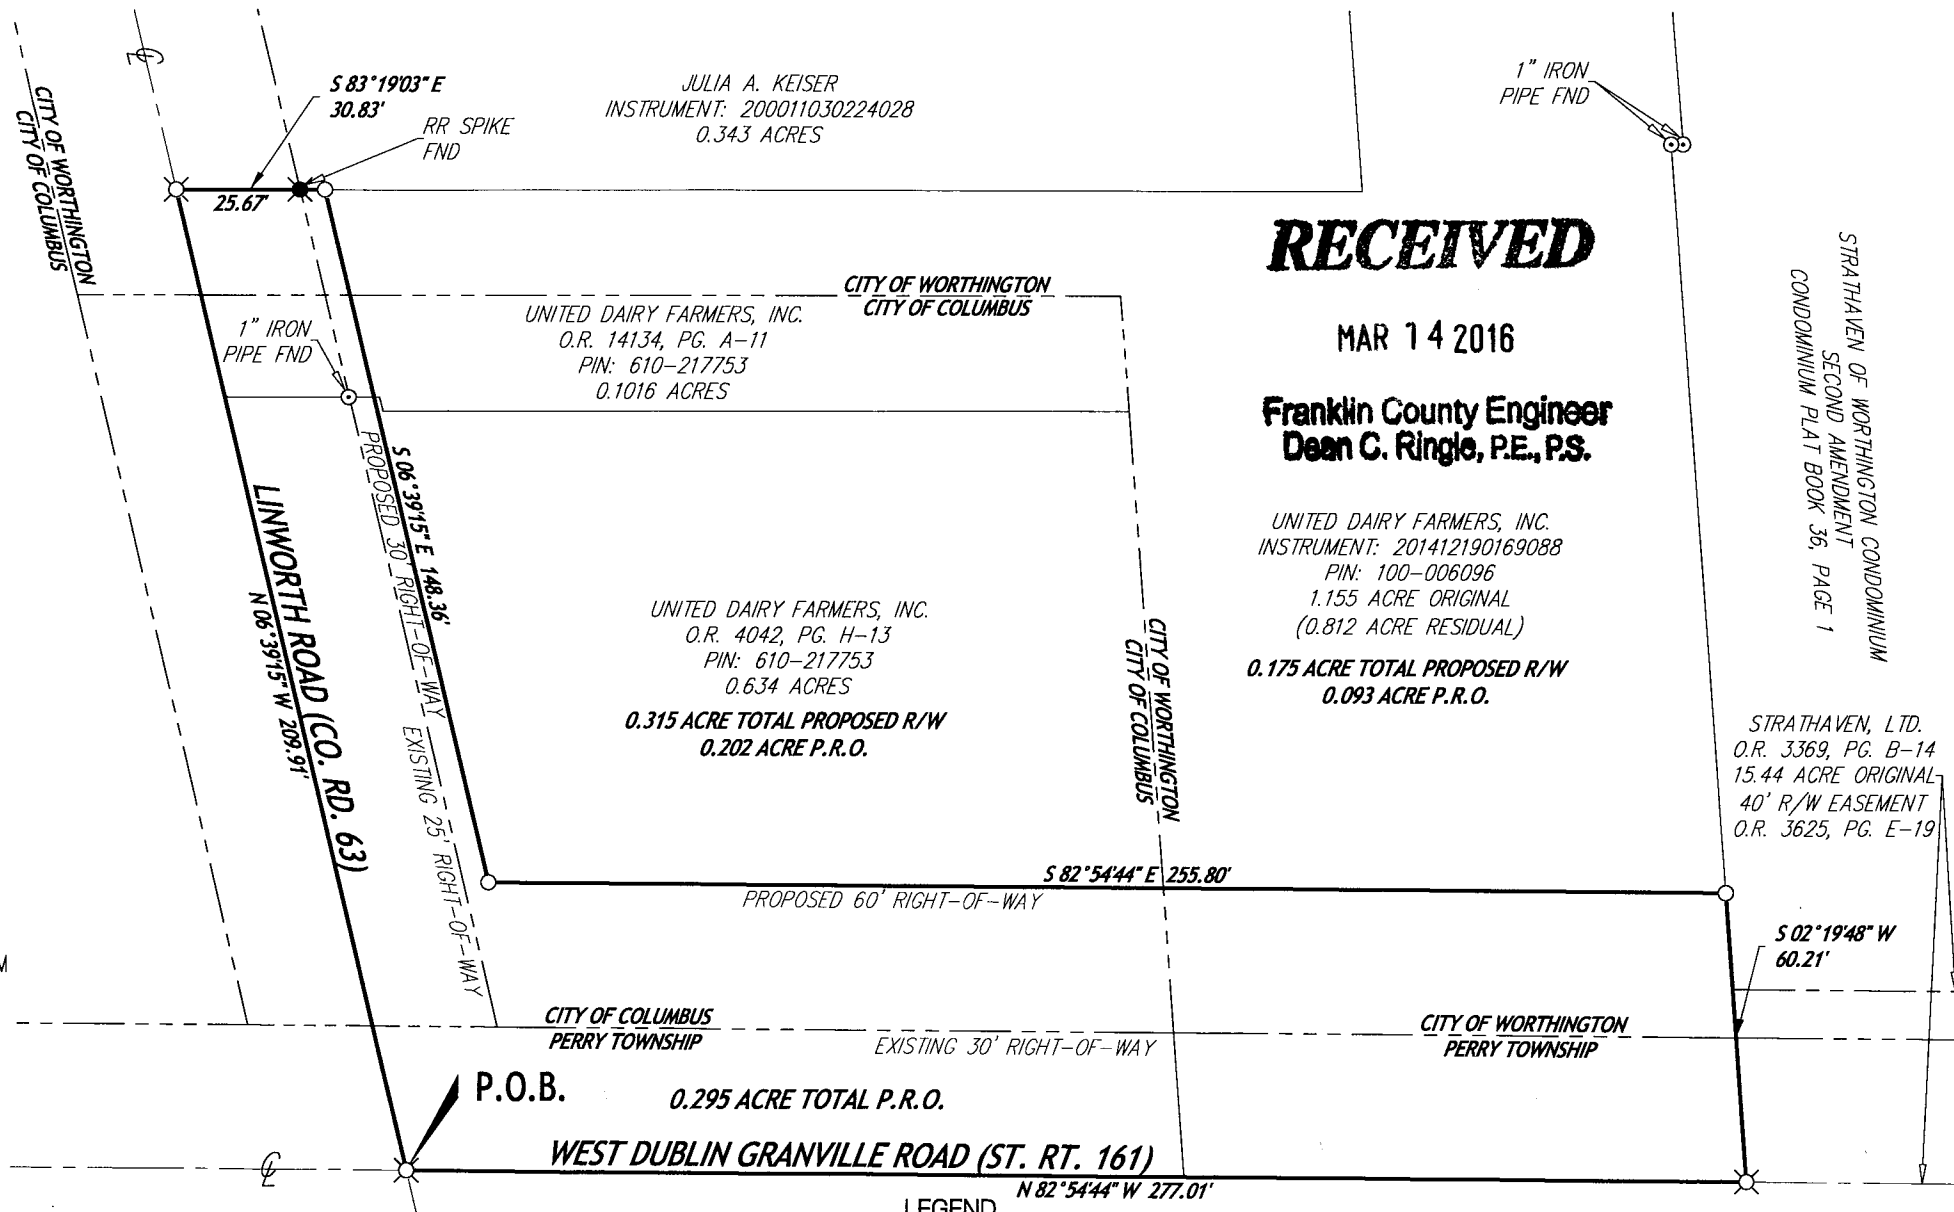 CITY OF WORTHINGTON
CITY OF COLUMBUS
S 83°19'03" E
30.83'
RR SPIKE
FND
25.67'
JULIA A. KEISER
INSTRUMENT: 200011030224028
0.343 ACRES
1" IRON
PIPE FND
RECEIVED
MAR 14 2016
Franklin County Engineer
Dean C. Ringle, P.E., P.S.
STRATHAVEN OF WORTHINGTON CONDOMINIUM
SECOND AMENDMENT
CONDOMINIUM PLAT BOOK 36, PAGE 1
CITY OF WORTHINGTON
CITY OF COLUMBUS
UNITED DAIRY FARMERS, INC.
O.R. 14134, PG. A-11
PIN: 610-217753
0.1016 ACRES
1" IRON
PIPE FND
S 06°39'15" E 148.36'
PROPOSED 30' RIGHT-OF-WAY
EXISTING 25' RIGHT-OF-WAY
LINWORTH ROAD (CO. RD. 63)
N 06°39'15" W 209.91'
UNITED DAIRY FARMERS, INC.
O.R. 4042, PG. H-13
PIN: 610-217753
0.634 ACRES
0.315 ACRE TOTAL PROPOSED R/W
0.202 ACRE P.R.O.
CITY OF WORTHINGTON
CITY OF COLUMBUS
UNITED DAIRY FARMERS, INC.
INSTRUMENT: 201412190169088
PIN: 100-006096
1.155 ACRE ORIGINAL
(0.812 ACRE RESIDUAL)
0.175 ACRE TOTAL PROPOSED R/W
0.093 ACRE P.R.O.
STRATHAVEN, LTD.
O.R. 3369, PG. B-14
15.44 ACRE ORIGINAL
40' R/W EASEMENT
O.R. 3625, PG. E-19
S 82°54'44" E 255.80'
PROPOSED 60' RIGHT-OF-WAY
S 02°19'48" W
60.21'
M
CITY OF COLUMBUS
PERRY TOWNSHIP
EXISTING 30' RIGHT-OF-WAY
CITY OF WORTHINGTON
PERRY TOWNSHIP
P.O.B.
0.295 ACRE TOTAL P.R.O.
WEST DUBLIN GRANVILLE ROAD (ST. RT. 161)
N 82°54'44" W 277.01'
LEGEND